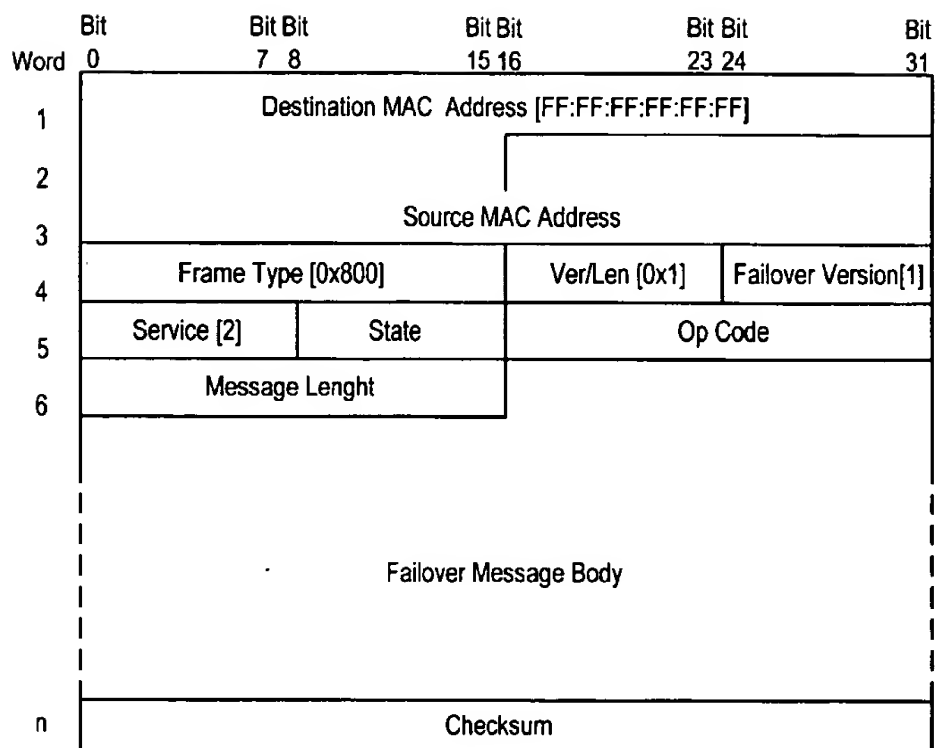 Bit Bit Bit Bit Bit Bit Bit Bit
Word 0 7 8 15 16 23 24 31
1 Destination MAC Address [FF:FF:FF:FF:FF:FF]
2
Source MAC Address
3
Frame Type [0x800] Ver/Len [0x1] Failover Version[1]
4
Service [2] State Op Code
5
Message Lenght
6
Failover Message Body
n Checksum